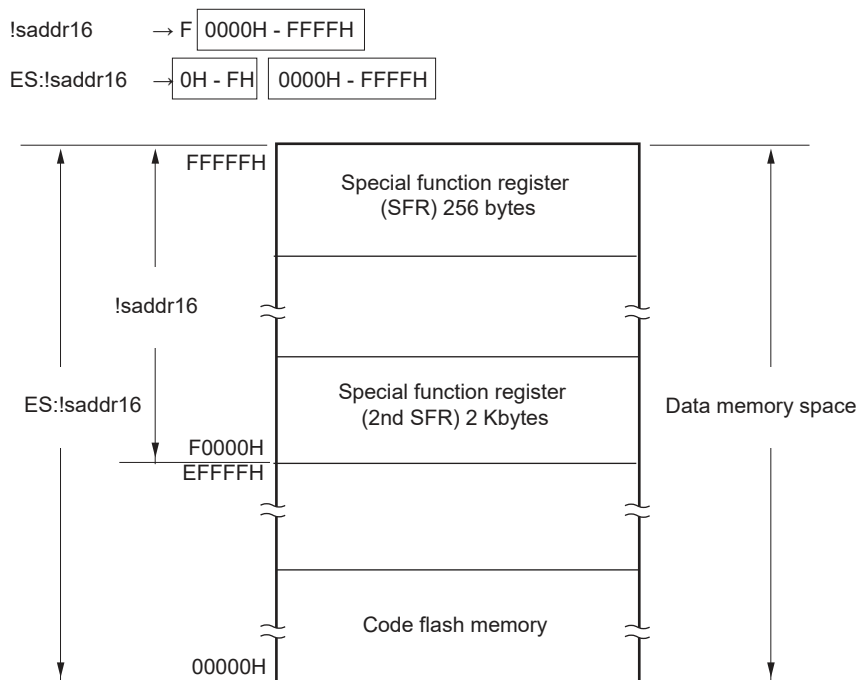 !saddr16 → F 0000H - FFFFH
ES:!saddr16 → 0H - FH 0000H - FFFFH
FFFFFH
Special function register
(SFR) 256 bytes
!saddr16
Special function register
(2nd SFR) 2 Kbytes
ES:!saddr16
Data memory space
F0000H
EFFFFH
Code flash memory
00000H